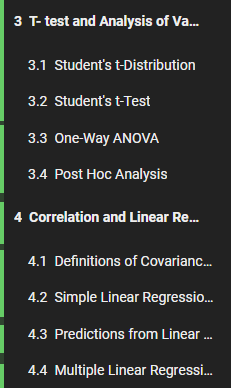 3 T- test and Analysis of Va...
3.1 Student's t-Distribution
3.2 Student's t-Test
3.3 One-Way ANOVA
3.4 Post Hoc Analysis
4 Correlation and Linear Re...
4.1 Definitions of Covarianc...
4.2 Simple Linear Regressio...
4.3 Predictions from Linear ...
4.4 Multiple Linear Regressi...